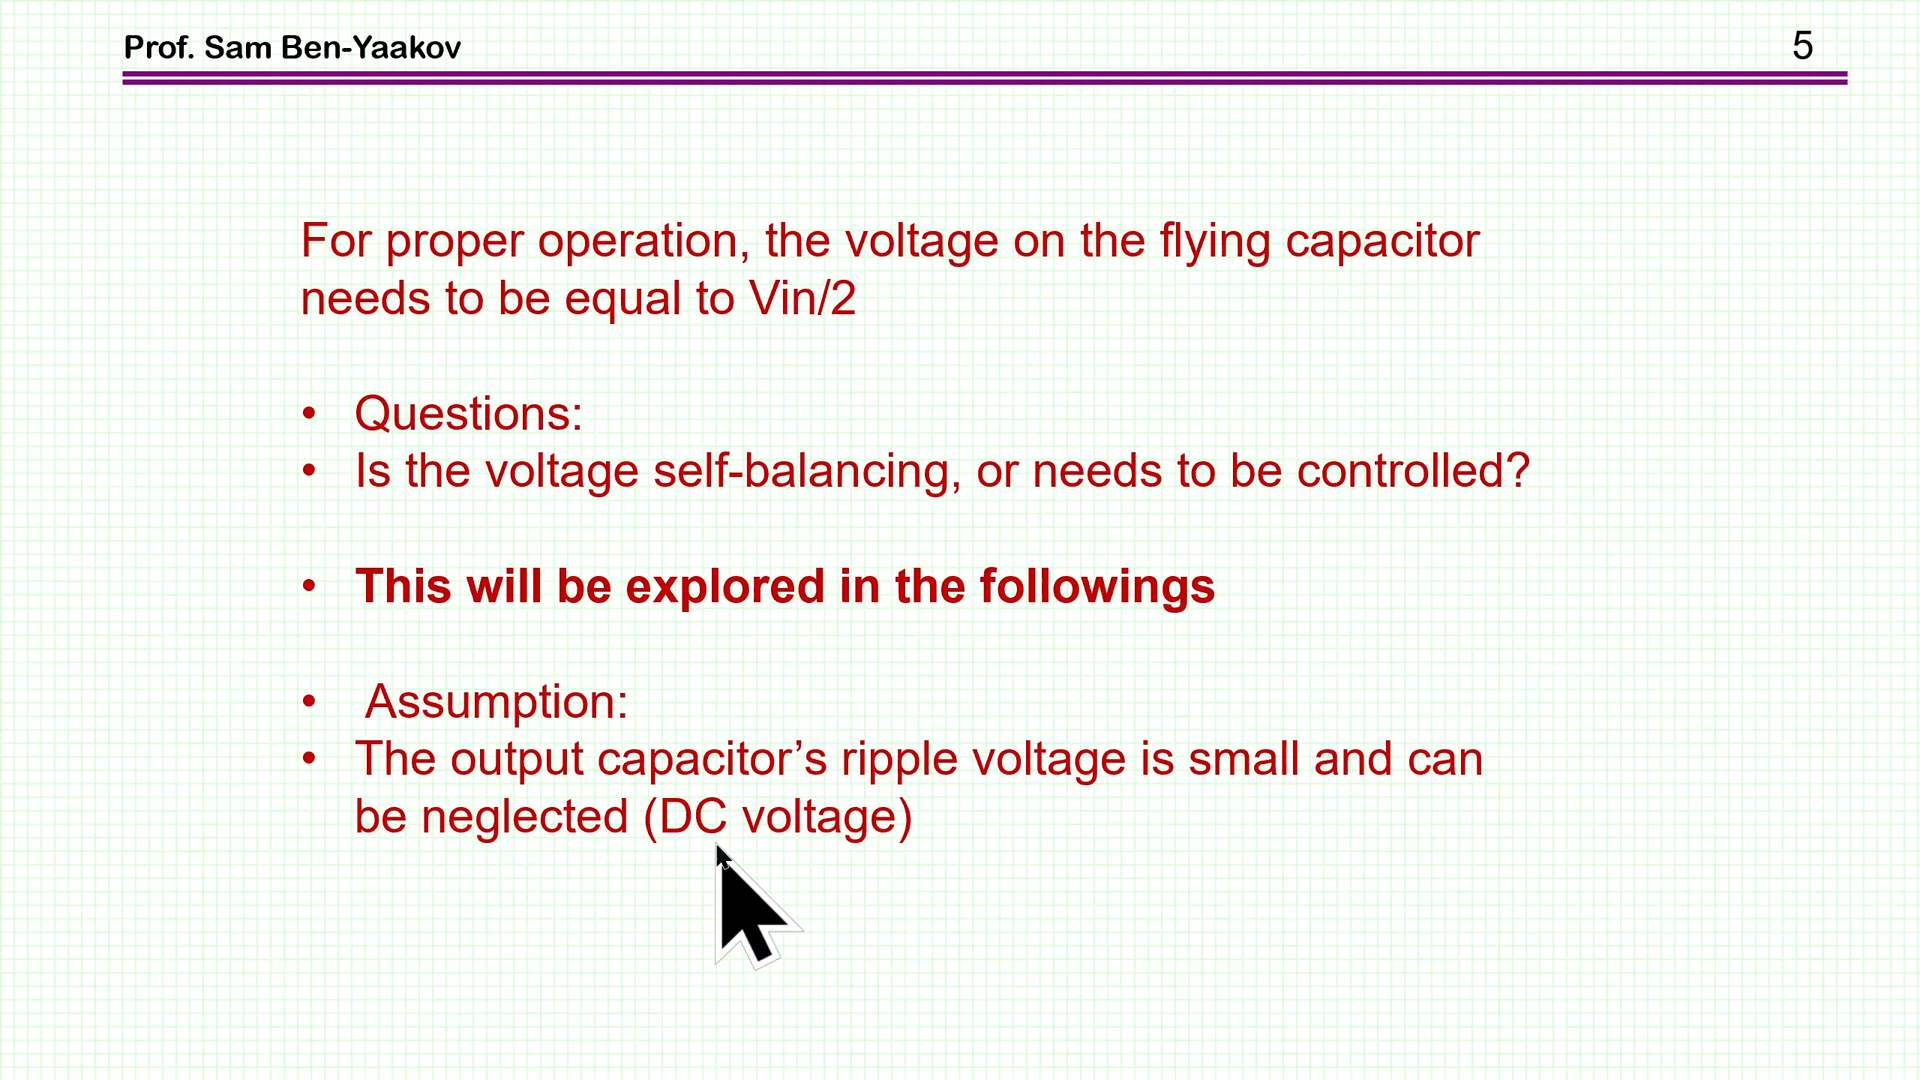 Prof. Sam Ben-Yaakov
5
For proper operation, the voltage on the flying capacitor
needs to be equal to Vin/2
• Questions:
• Is the voltage self-balancing, or needs to be controlled?
• This will be explored in the followings
• Assumption:
• The output capacitor’s ripple voltage is small and can
be neglected (DC voltage)